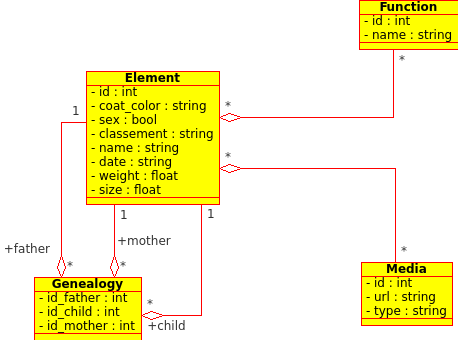 Function
- id : int
- name : string
*
Element
- id : int
- coat_color : string
- sex : bool
- classement : string
- name : string
- date : string
- weight : float
- size : float
*
*
1
1
1
+mother
+father
*
*
*
Genealogy
- id_father : int
- id_child : int
- id_mother : int
*
+child
Media
- id : int
- url : string
- type : string